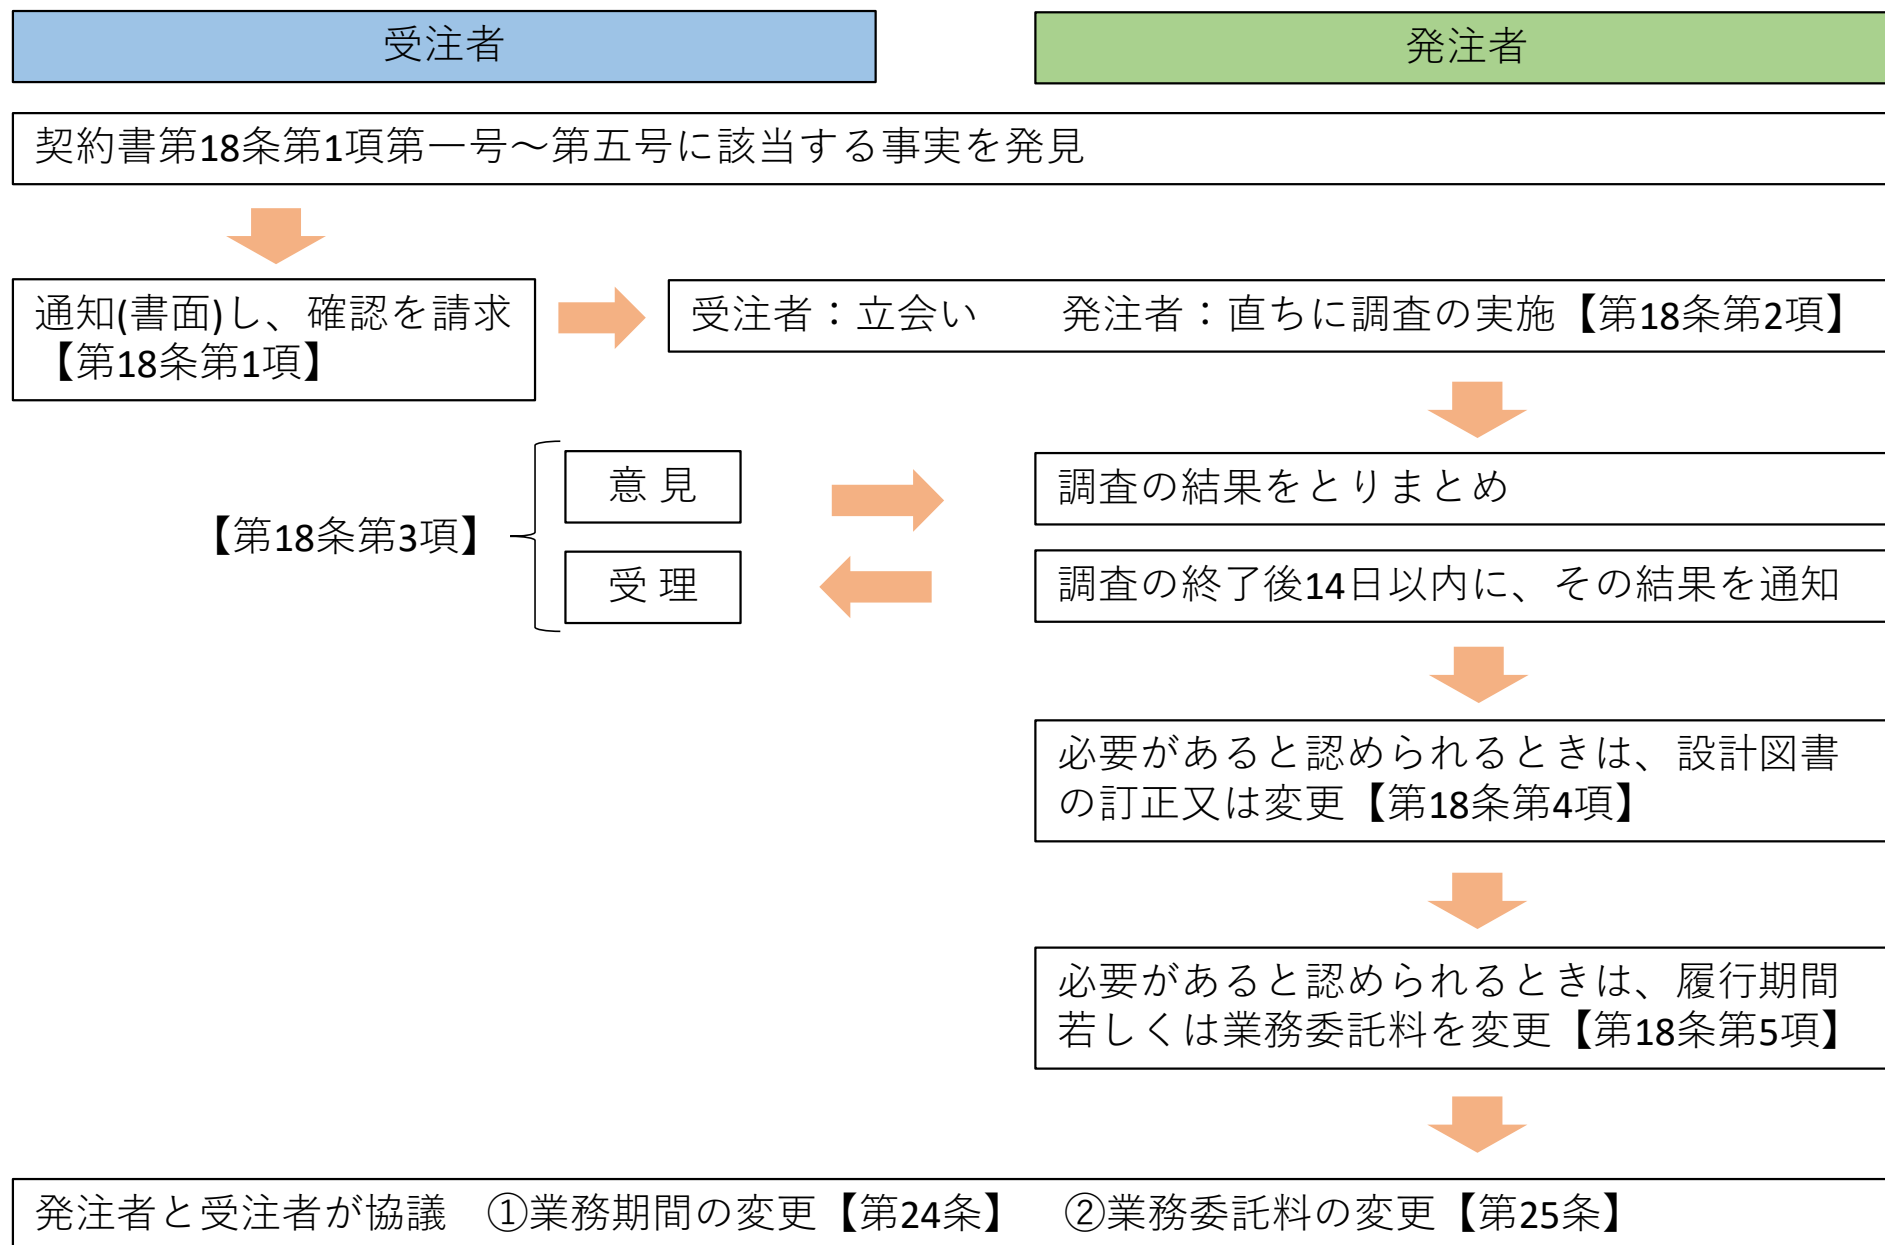 受注者
発注者
契約書第18条第1項第一号～第五号に該当する事実を発見
通知(書面)し、確認を請求
【第18条第1項】
受注者：立会い　　発注者：直ちに調査の実施【第18条第2項】
意 見
調査の結果をとりまとめ
【第18条第3項】
受 理
調査の終了後14日以内に、その結果を通知
必要があると認められるときは、設計図書
の訂正又は変更【第18条第4項】
必要があると認められるときは、履行期間
若しくは業務委託料を変更【第18条第5項】
発注者と受注者が協議　①業務期間の変更【第24条】　②業務委託料の変更【第25条】